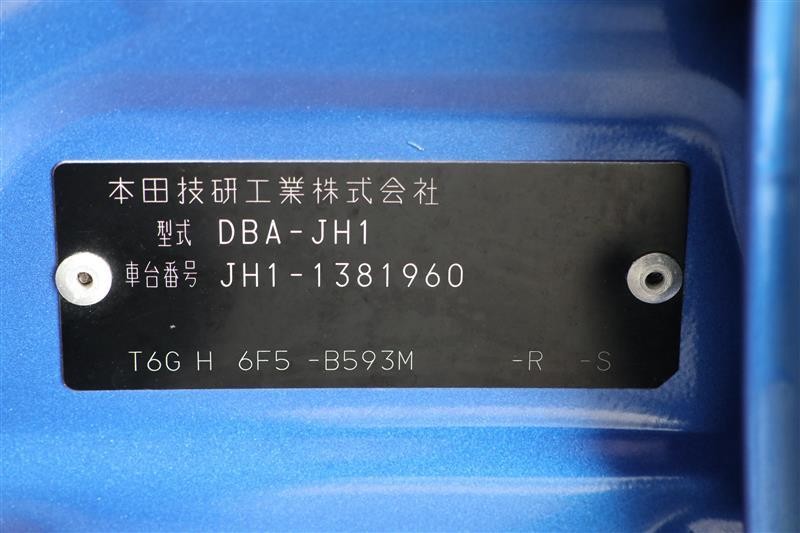 本田技研工業株式会社
型式 DBA-JH1
車台番号 JH1-1381960
T6G H 6F5 -B593M -R -S